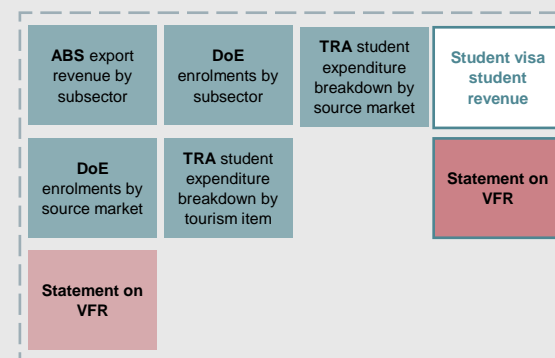 ABS export
revenue by
subsector
DoE
enrolments by
subsector
TRA student
expenditure
breakdown by
source market
Student visa
student
revenue
DoE
enrolments by
source market
TRA student
expenditure
breakdown by
tourism item
Statement on
VFR
Statement on
VFR